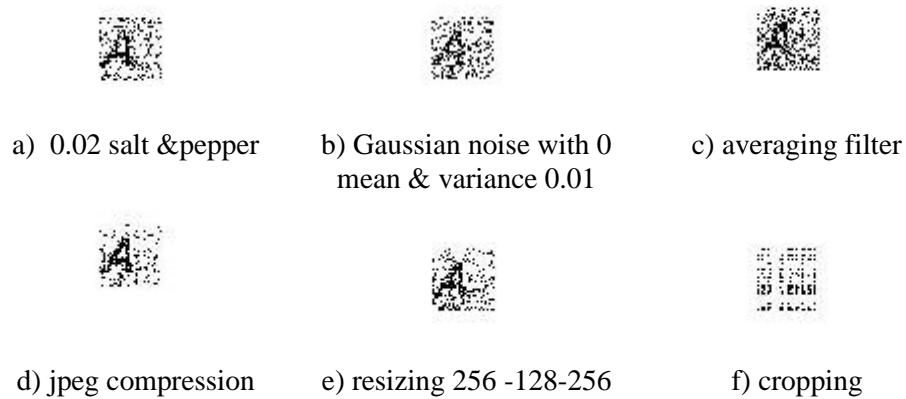 A
A
A
a) 0.02 salt &pepper
b) Gaussian noise with 0
mean & variance 0.01
c) averaging filter
A
A
d) jpeg compression
e) resizing 256 -128-256
f) cropping